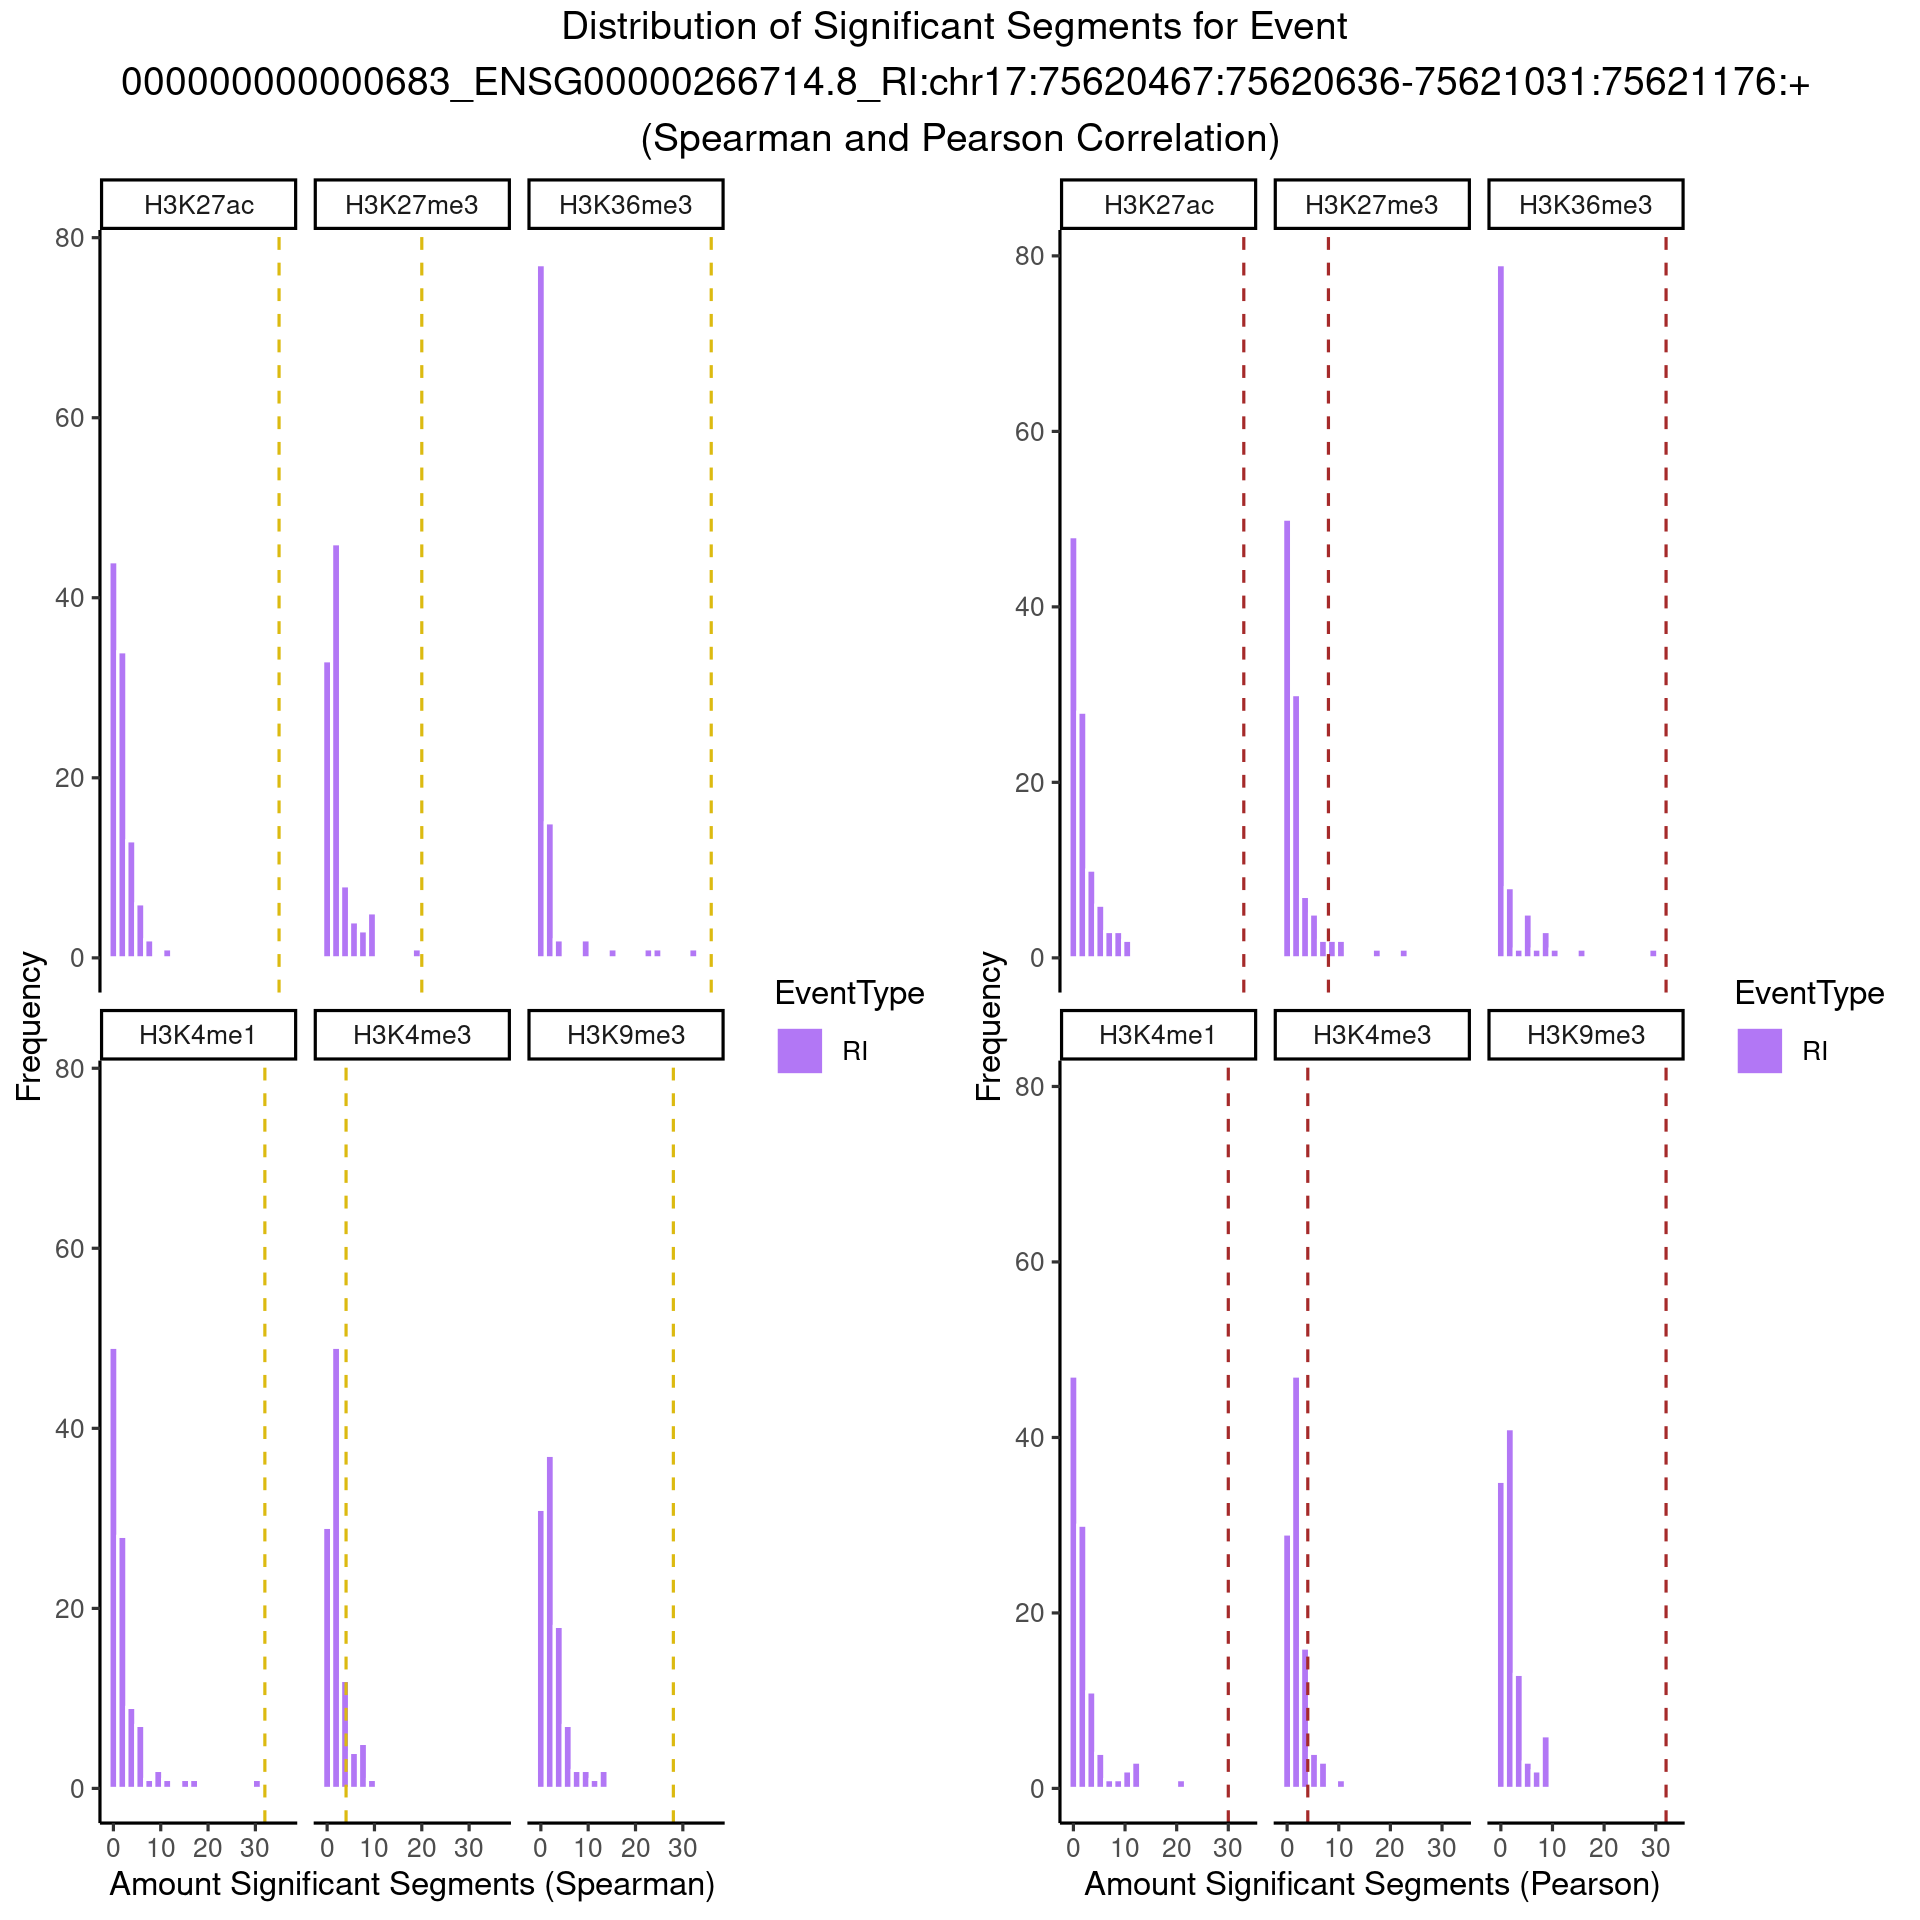 Distribution of Significant Segments for Event
000000000000683_ENSG00000266714.8_RI:chr17:75620467:75620636-75621031:75621176:+
(Spearman and Pearson Correlation)
H3K27ac H3K27me3 H3K36me3
80
60
40
20
0
H3K4me1 H3K4me3 H3K9me3
80
60
40
20
0
0 10 20 30 0 10 20 30 0 10 20 30
Frequency
Amount Significant Segments (Spearman)
EventType
RI
H3K27ac H3K27me3 H3K36me3
80
60
40
20
0
H3K4me1 H3K4me3 H3K9me3
80
60
40
20
0
0 10 20 30 0 10 20 30 0 10 20 30
Frequency
Amount Significant Segments (Pearson)
EventType
RI